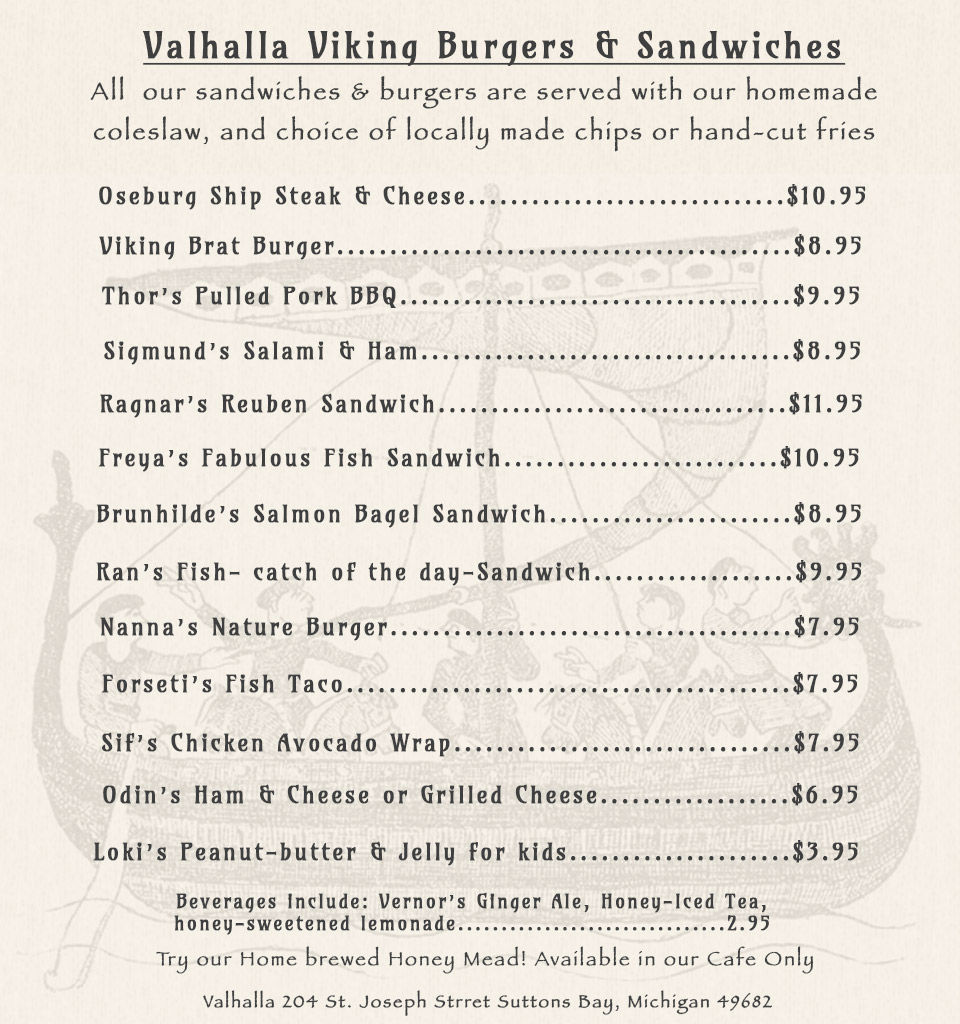 Valhalla Viking Burgers & Sandwiches
All our sandwiches & burgers are served with our homemade
coleslaw, and choice of locally made chips or hand-cut fries
Oseburg Ship Steak & Cheese..............................$10.95
Viking Brat Burger...........................................$8.95
Thor's Pulled Pork BBQ.....................................$9.95
Sigmund's Salami & Ham...................................$8.95
Ragnar's Reuben Sandwich.................................$11.95
Freya's Fabulous Fish Sandwich..........................$10.95
Brunhilde's Salmon Bagel Sandwich.......................$8.95
Ran's Fish- catch of the day-Sandwich...................$9.95
Nanna's Nature Burger......................................$7.95
Forseti's Fish Taco..........................................$7.95
Sif's Chicken Avocado Wrap................................$7.95
Odin's Ham & Cheese or Grilled Cheese..................$6.95
Loki's Peanut-butter & Jelly for kids.....................$3.95
Beverages Include: Vernor's Ginger Ale, Honey-Iced Tea,
honey-sweetened lemonade..............................2.95
Try our Home brewed Honey Mead! Available in our Cafe Only
Valhalla 204 St. Joseph Strret Suttons Bay, Michigan 49682